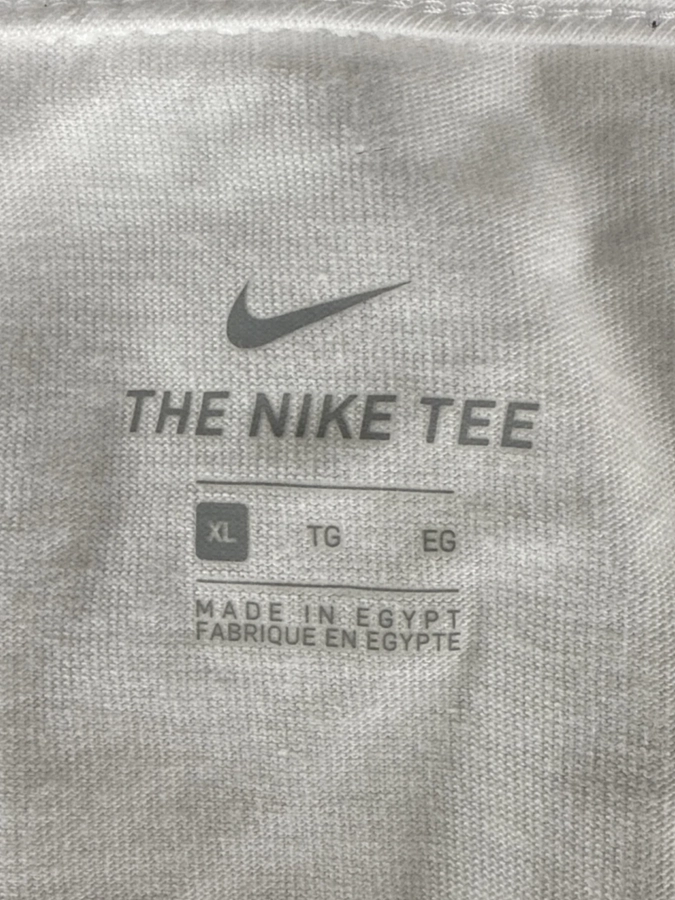 THE NIKE TEE
XL TG EG
MADE IN EGYPT
FABRIQUE EN EGYPTE